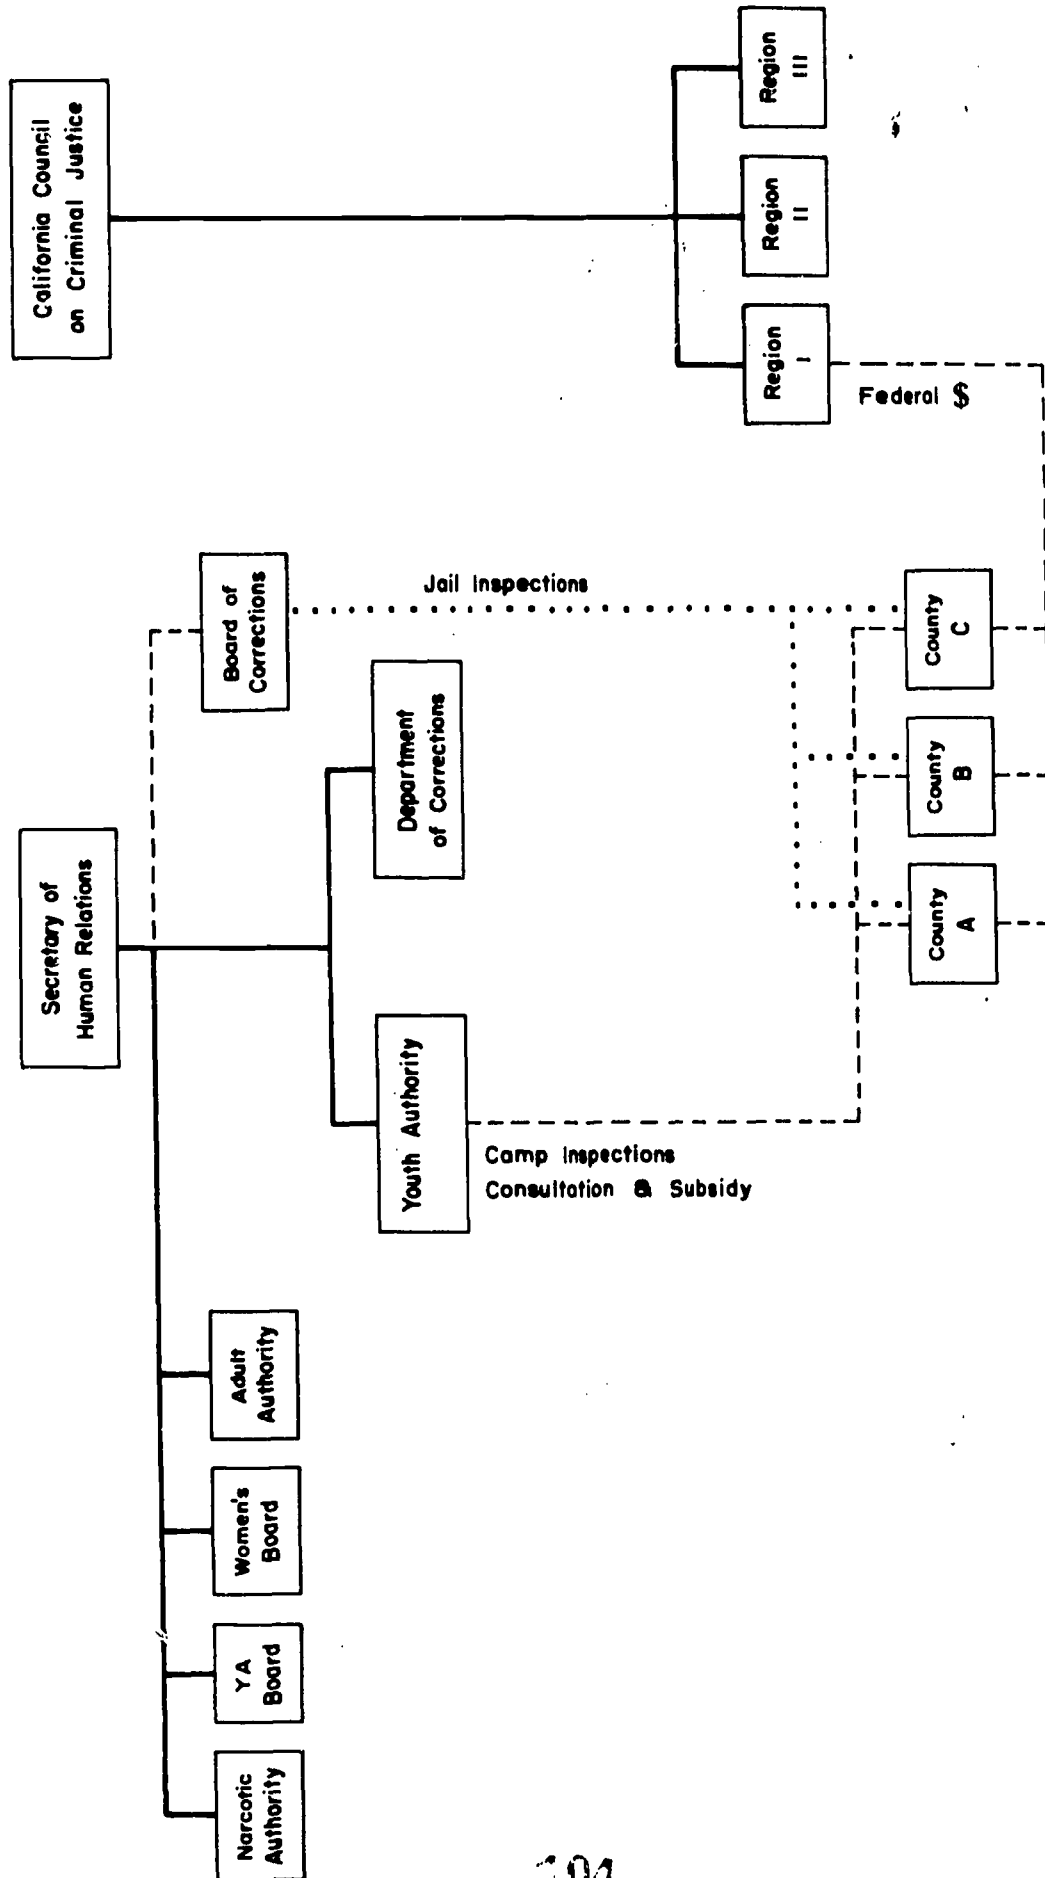 California Council
on Criminal Justice
Secretary of
Human Relations
Board of
Corrections
Narcotic
Authority
YA
Board
Women's
Board
Adult
Authority
Youth Authority
Department
of Corrections
Camp Inspections
Consultation & Subsidy
Jail Inspections
Region
I
Region
II
Region
III
Federal $
County
A
County
B
County
C